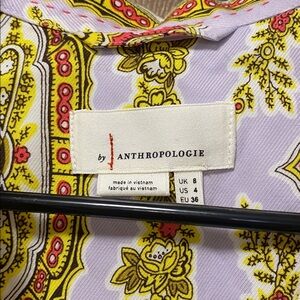 by ANTHROPOLOGIE
made in vietnam
fabriqué au vietnam
UK 8
US 4
EU 36